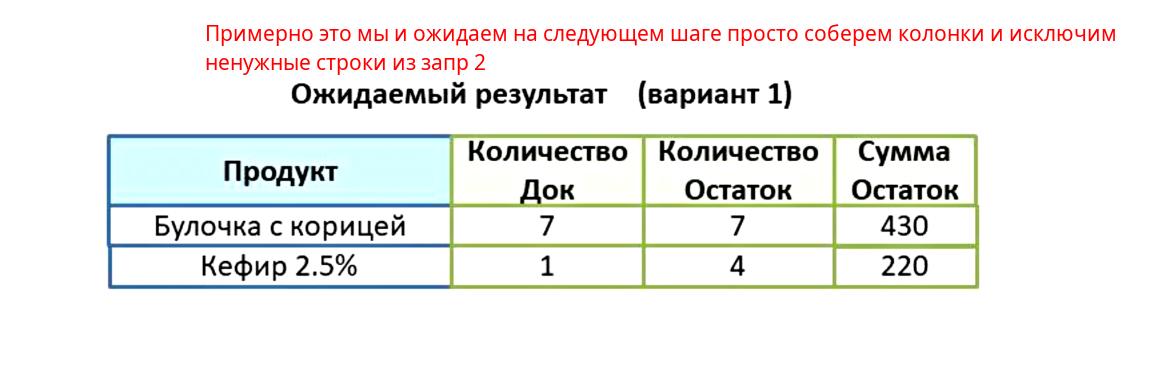 Примерно это мы и ожидаем на следующем шаге просто соберем колонки и исключим
ненужные строки из запр 2
Ожидаемый результат (вариант 1)
Продукт Количество Док Количество Остаток Сумма Остаток
Булочка с корицей 7 7 430
Кефир 2.5% 1 4 220